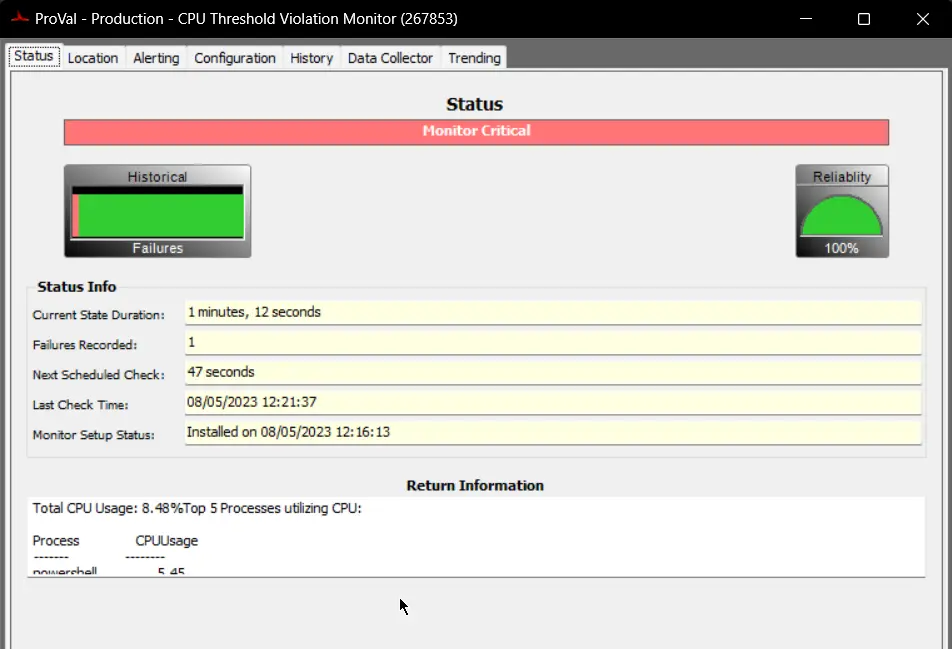 ProVal - Production - CPU Threshold Violation Monitor (267853)
Status Location Alerting Configuration History Data Collector Trending
Status
Monitor Critical
Historical
Failures
Reliablity
100%
Status Info
Current State Duration: 1 minutes, 12 seconds
Failures Recorded: 1
Next Scheduled Check: 47 seconds
Last Check Time: 08/05/2023 12:21:37
Monitor Setup Status: Installed on 08/05/2023 12:16:13
Return Information
Total CPU Usage: 8.48%Top 5 Processes utilizing CPU:
Process CPUUsage
------- --------
powershell 5.45